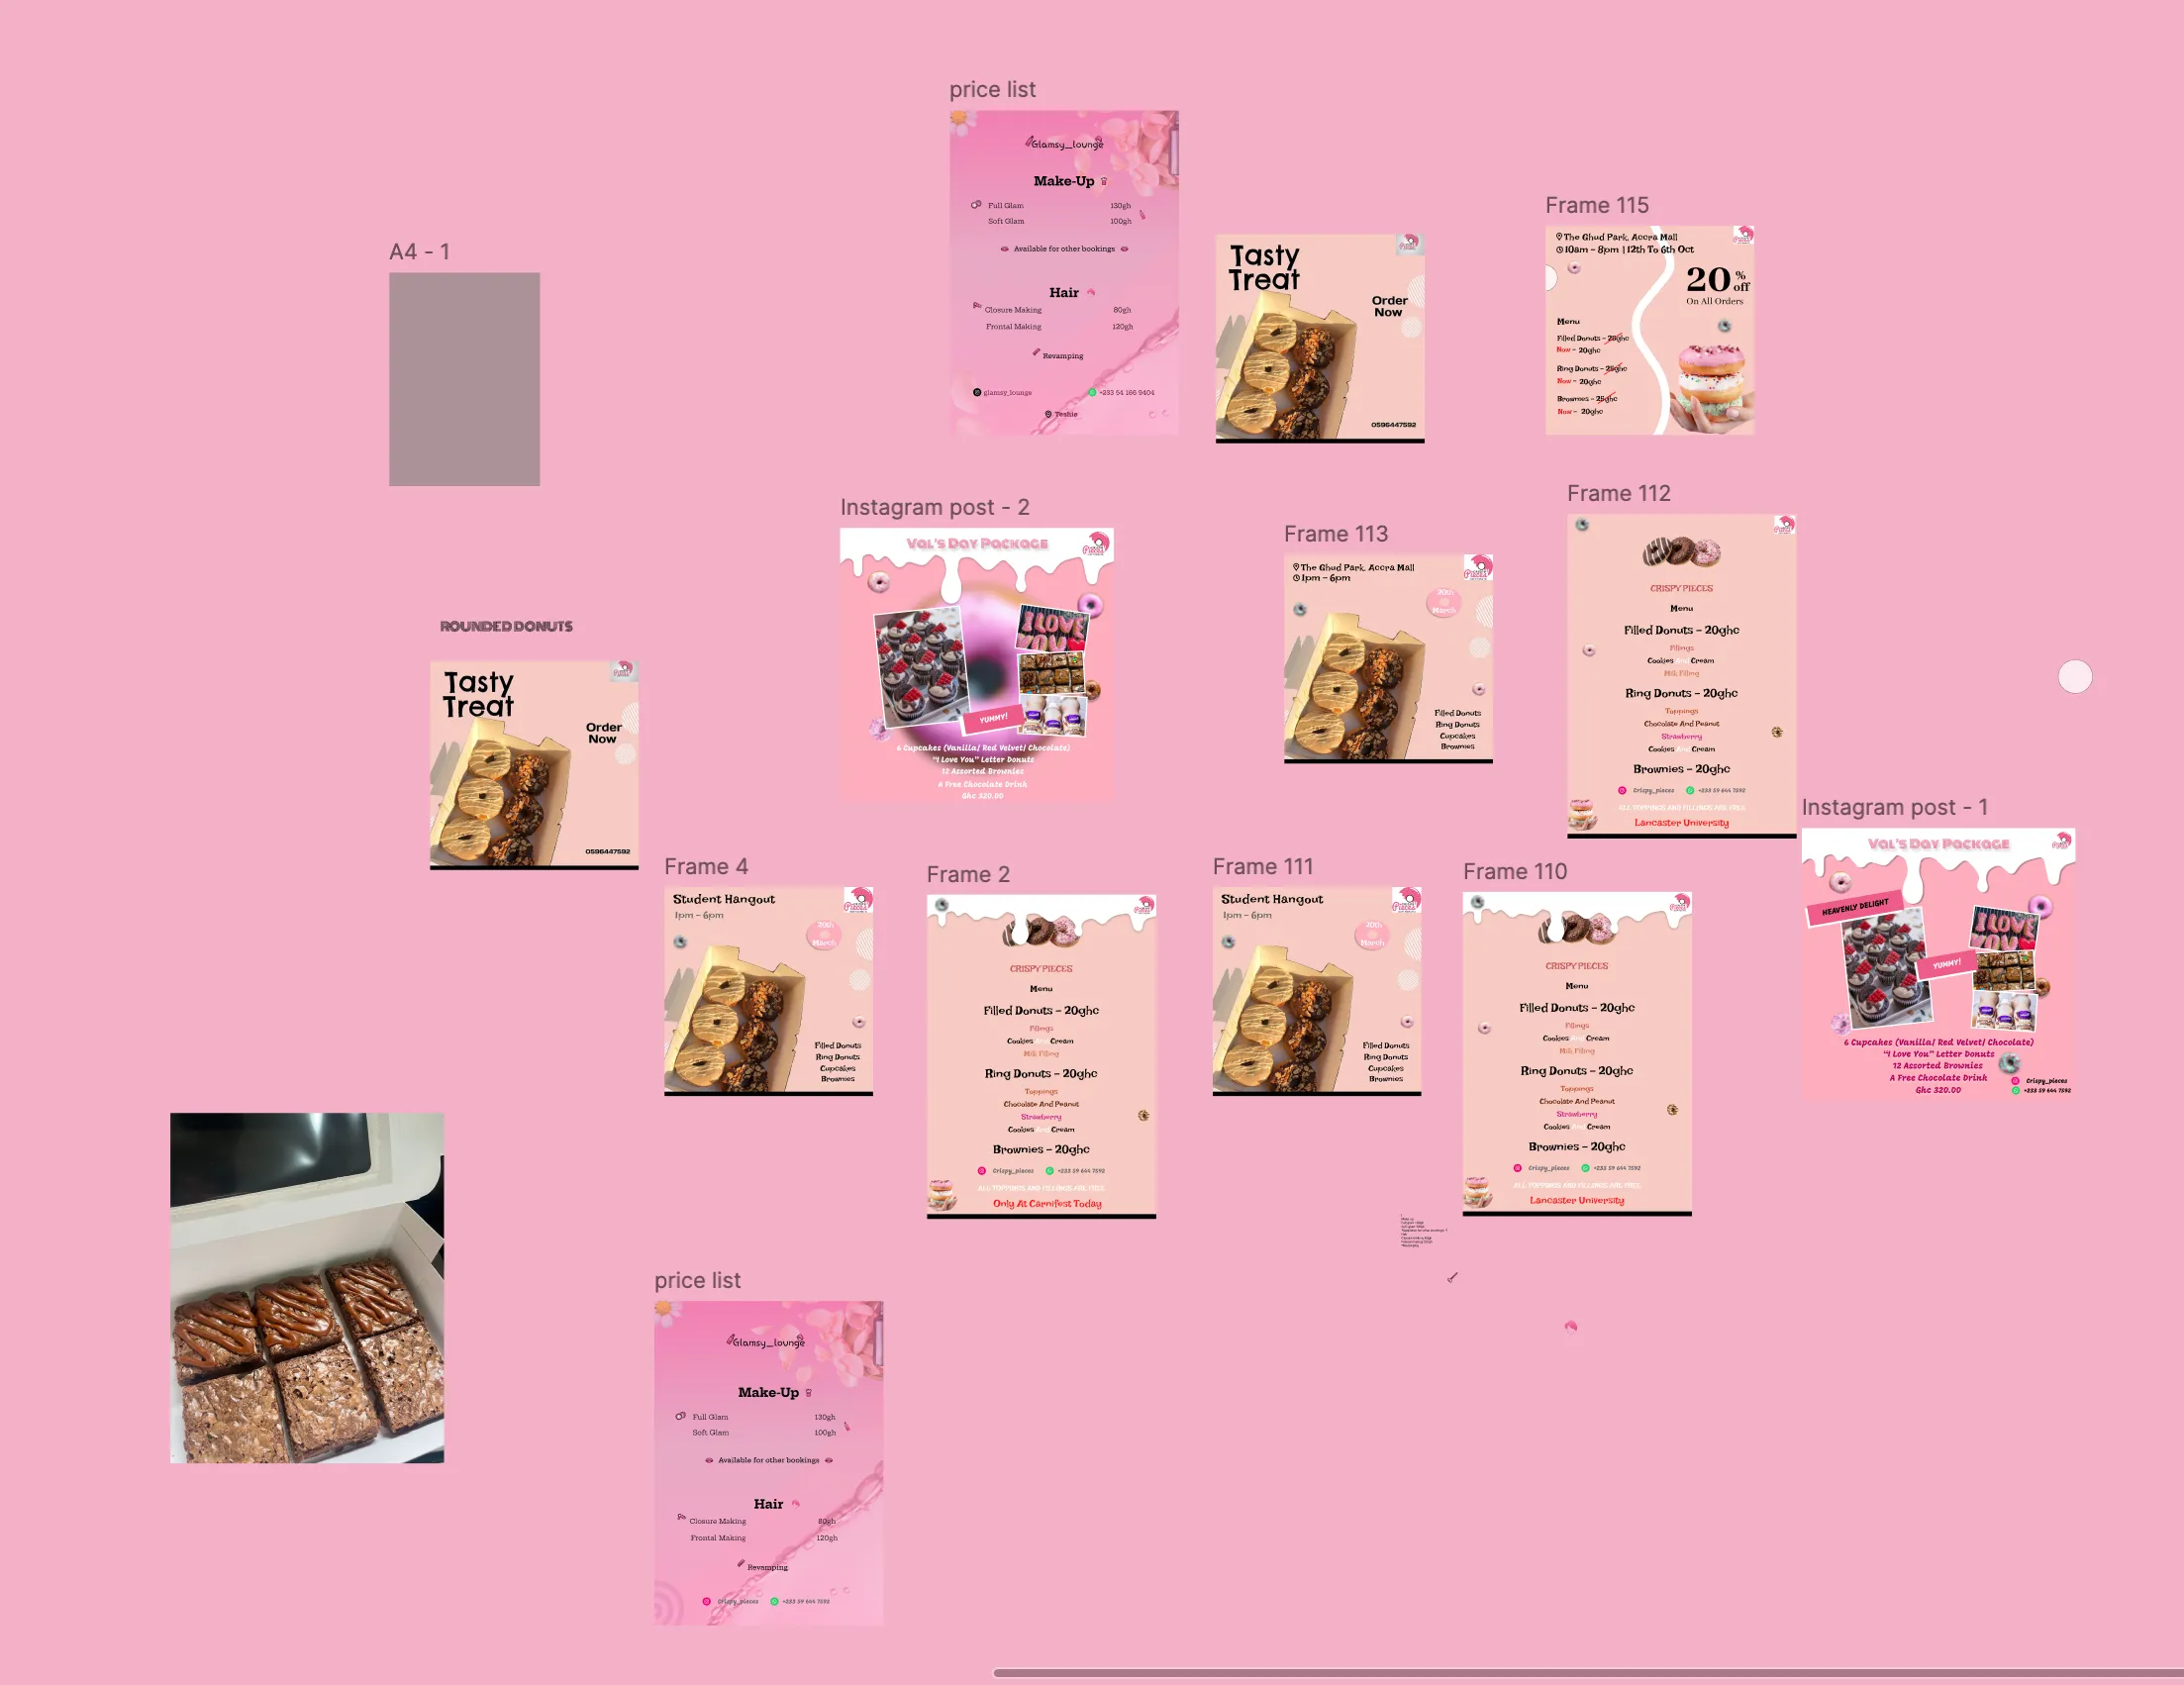 price list
Glamsy_lounge
Make-Up
Full Glam 130gh
Soft Glam 100gh
Available for other bookings
Hair
Closure Making 80gh
Frontal Making 120gh
Revamping
glamsy_lounge +233 54 166 9404
Teshie
Tasty
Treat
Order
Now
0596447592
Frame 115
The Ghud Park, Accra Mall
10am - 8pm | 12th To 6th Oct
20 % off
On All Orders
Menu
Filled Donuts - 28ghc
Now - 20ghc
Ring Donuts - 25ghc
Now - 20ghc
Brownies - 25ghc
Now - 20ghc
A4 - 1
Instagram post - 2
Val's Day Package
I LOVE
YOU
YUMMY!
6 Cupcakes (Vanilla/ Red Velvet/ Chocolate)
"I Love You" Letter Donuts
12 Assorted Brownies
A Free Chocolate Drink
Ghc 320.00
Frame 113
The Ghud Park, Accra Mall
1pm - 6pm
20th
March
Filled Donuts
Ring Donuts
Cupcakes
Brownies
Frame 112
CRISPY PIECES
Menu
Filled Donuts - 20ghc
Fillings
Cookies And Cream
Milk Filling
Ring Donuts - 20ghc
Toppings
Chocolate And Peanut
Strawberry
Cookies And Cream
Brownies - 20ghc
Crispy_pieces +233 59 644 7592
ALL TOPPINGS AND FILLINGS ARE FREE
Lancaster University
ROUNDED DONUTS
Tasty
Treat
Order
Now
0596447592
Frame 4
Student Hangout
1pm - 6pm
20th
March
Filled Donuts
Ring Donuts
Cupcakes
Brownies
Frame 2
CRISPY PIECES
Menu
Filled Donuts - 20ghc
Fillings
Cookies And Cream
Milk Filling
Ring Donuts - 20ghc
Toppings
Chocolate And Peanut
Strawberry
Cookies And Cream
Brownies - 20ghc
Crispy_pieces +233 59 644 7592
ALL TOPPINGS AND FILLINGS ARE FREE
Only At Carnifest Today
Frame 111
Student Hangout
1pm - 6pm
20th
March
Filled Donuts
Ring Donuts
Cupcakes
Brownies
Frame 110
CRISPY PIECES
Menu
Filled Donuts - 20ghc
Fillings
Cookies And Cream
Milk Filling
Ring Donuts - 20ghc
Toppings
Chocolate And Peanut
Strawberry
Cookies And Cream
Brownies - 20ghc
Crispy_pieces +233 59 644 7592
ALL TOPPINGS AND FILLINGS ARE FREE
Lancaster University
Instagram post - 1
Val's Day Package
HEAVENLY DELIGHT
I LOVE
YOU
YUMMY!
6 Cupcakes (Vanilla/ Red Velvet/ Chocolate)
"I Love You" Letter Donuts
12 Assorted Brownies
A Free Chocolate Drink
Ghc 320.00
Crispy_pieces
+233 59 644 7592
price list
Glamsy_lounge
Make-Up
Full Glam 130gh
Soft Glam 100gh
Available for other bookings
Hair
Closure Making 80gh
Frontal Making 120gh
Revamping
Crispy_pieces +233 59 644 7592